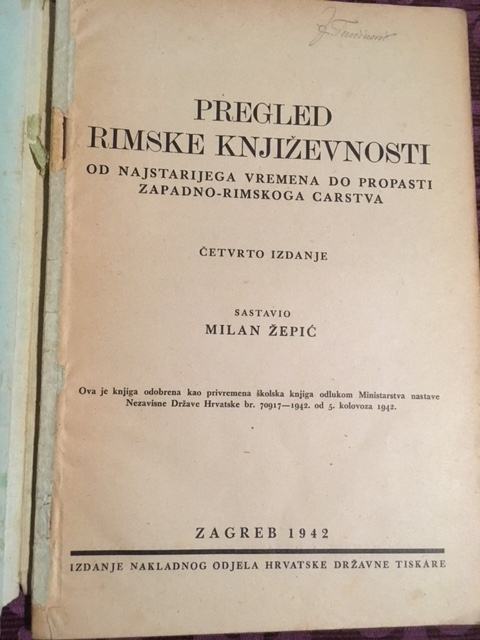 PREGLED
RIMSKE KNJIŽEVNOSTI
OD NAJSTARIJEGA VREMENA DO PROPASTI
ZAPADNO-RIMSKOGA CARSTVA
ČETVRTO IZDANJE
SASTAVIO
MILAN ŽEPIĆ
Ova je knjiga odobrena kao privremena školska knjiga odlukom Ministarstva nastave
Nezavisne Države Hrvatske br. 70917—1942. od 5. kolovoza 1942.
ZAGREB 1942
IZDANJE NAKLADNOG ODJELA HRVATSKE DRŽAVNE TISKARE